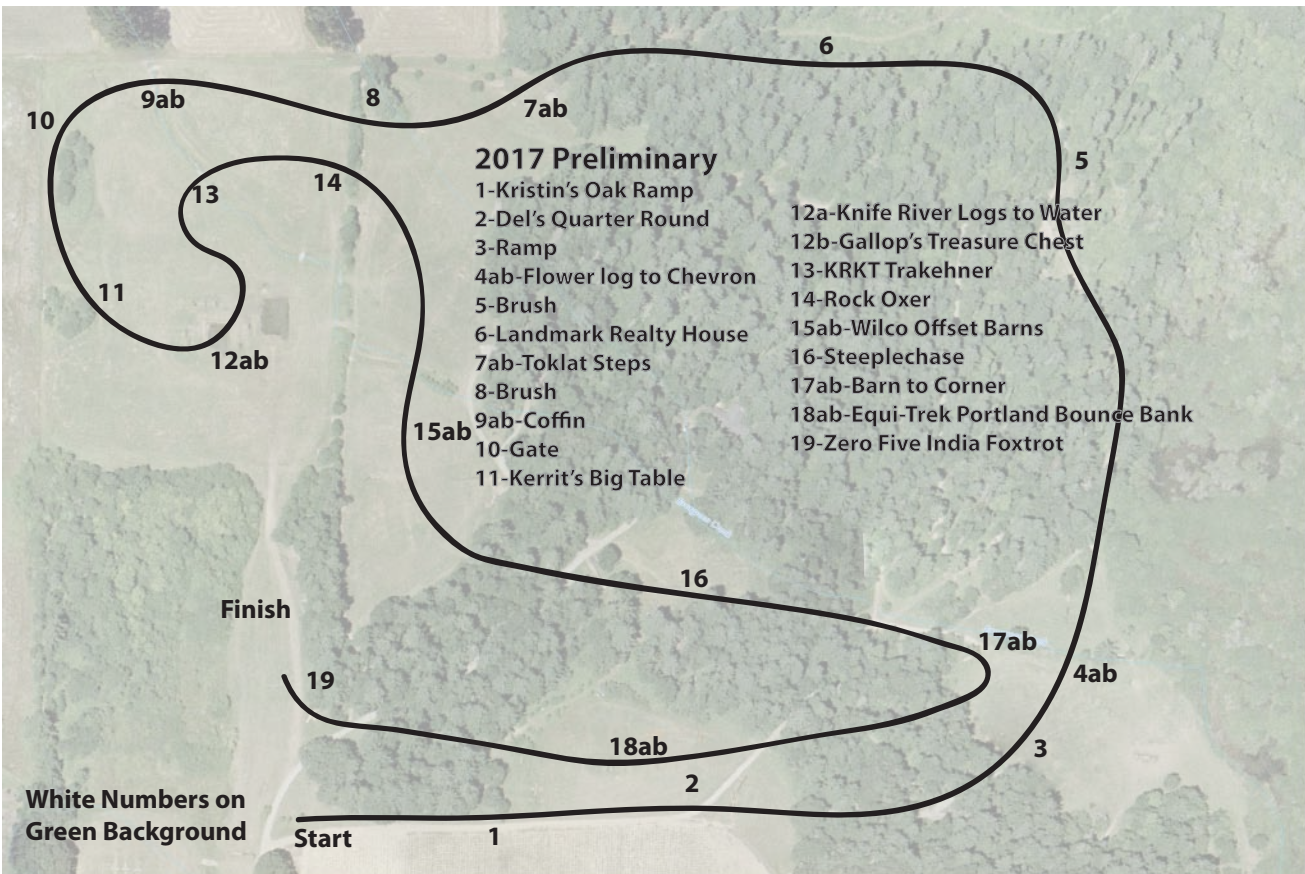 6
9ab
8
7ab
10
5
2017 Preliminary
1-Kristin's Oak Ramp
2-Del's Quarter Round
3-Ramp
4ab-Flower log to Chevron
5-Brush
6-Landmark Realty House
7ab-Toklat Steps
8-Brush
9ab-Coffin
10-Gate
11-Kerrit's Big Table
12a-Knife River Logs to Water
12b-Gallop's Treasure Chest
13-KRKT Trakehner
14-Rock Oxer
15ab-Wilco Offset Barns
16-Steeplechase
17ab-Barn to Corner
18ab-Equi-Trek Portland Bounce Bank
19-Zero Five India Foxtrot
14
13
11
12ab
15ab
16
Finish
17ab
4ab
19
18ab
3
2
White Numbers on
Green Background
Start
1